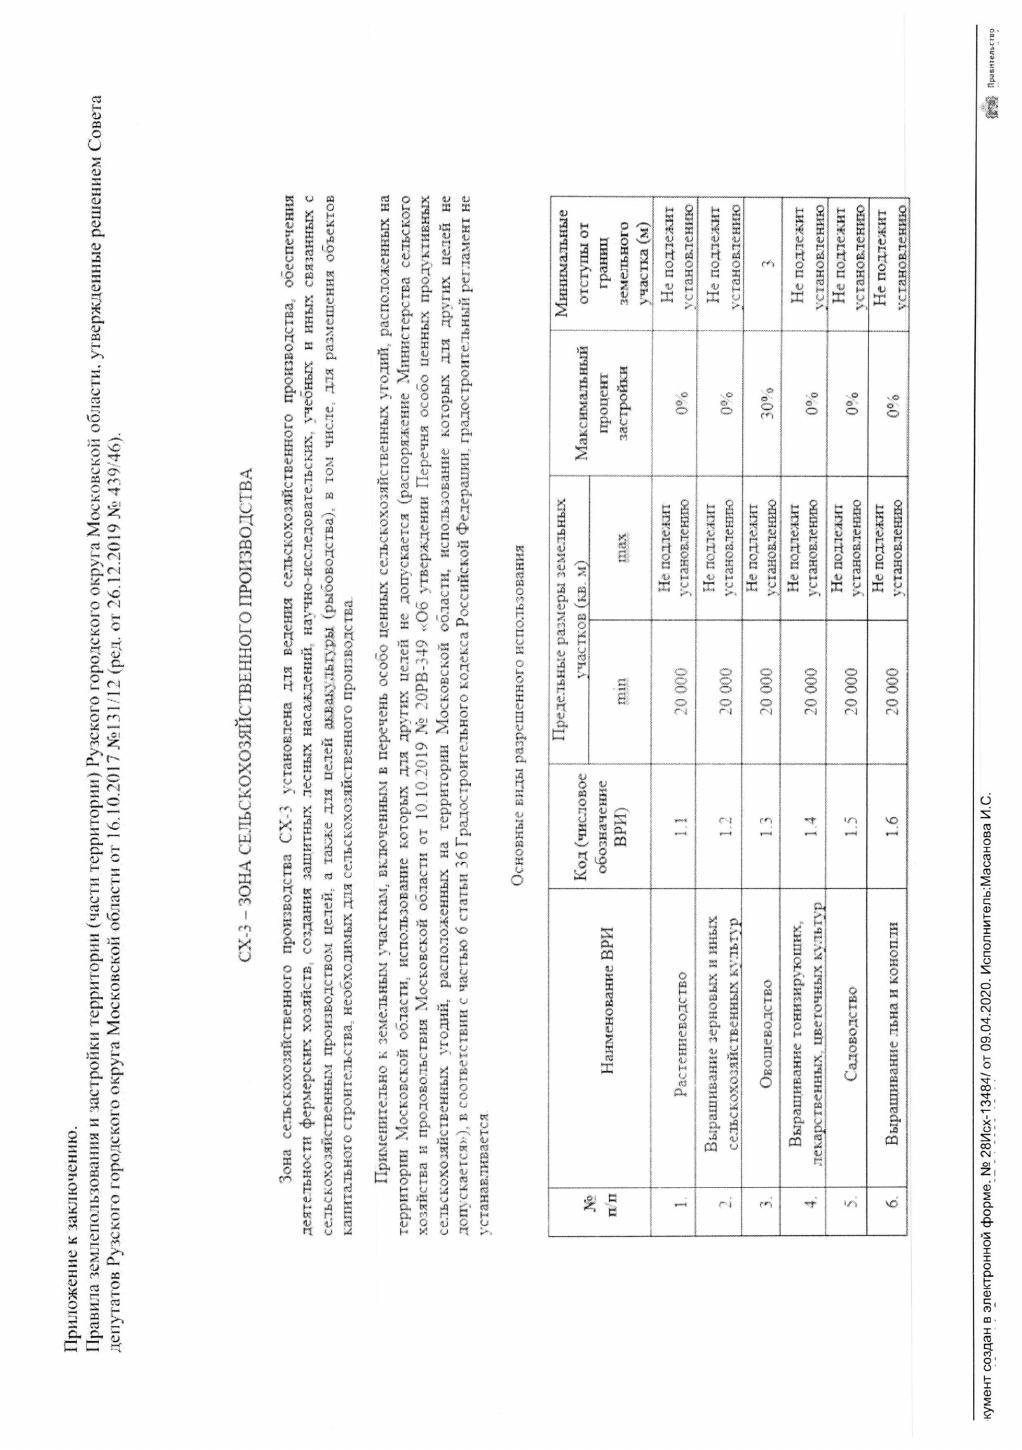 Приложение к заключению.
Правила землепользования и застройки территории (части территории) Рузского городского округа Московской области, утвержденные решением Совета
депутатов Рузского городского округа Московской области от 16.10.2017 №131/12 (ред. от 26.12.2019 № 439/46).
СХ-3 – ЗОНА СЕЛЬСКОХОЗЯЙСТВЕННОГО ПРОИЗВОДСТВА
Зона сельскохозяйственного производства СХ-3 установлена для ведения сельскохозяйственного производства, обеспечения
деятельности фермерских хозяйств, создания защитных лесных насаждений, научно-исследовательских, учебных и иных связанных с
сельскохозяйственным производством целей, а также для целей аквакультуры (рыбоводства), в том числе, для размещения объектов
капитального строительства, необходимых для сельскохозяйственного производства.
Применительно к земельным участкам, включенным в перечень особо ценных сельскохозяйственных угодий, расположенных на
территории Московской области, использование которых для других целей не допускается (распоряжение Министерства сельского
хозяйства и продовольствия Московской области от 10.10.2019 № 20РВ-349 «Об утверждении Перечня особо ценных продуктивных
сельскохозяйственных угодий, расположенных на территории Московской области, использование которых для других целей не
допускается»), в соответствии с частью 6 статьи 36 Градостроительного кодекса Российской Федерации, градостроительный регламент не
устанавливается
Основные виды разрешенного использования
№ п/п | Наименование ВРИ | Код (числовое обозначение ВРИ) | Предельные размеры земельных участков (кв. м) min | max | Максимальный процент застройки | Минимальные отступы от границ земельного участка (м)
1. | Растениеводство | 1.1 | 20 000 | Не подлежит установлению | 0% | Не подлежит установлению
2. | Выращивание зерновых и иных сельскохозяйственных культур | 1.2 | 20 000 | Не подлежит установлению | 0% | Не подлежит установлению
3. | Овощеводство | 1.3 | 20 000 | Не подлежит установлению | 30% | 3
4. | Выращивание тонизирующих, лекарственных, цветочных культур | 1.4 | 20 000 | Не подлежит установлению | 0% | Не подлежит установлению
5. | Садоводство | 1.5 | 20 000 | Не подлежит установлению | 0% | Не подлежит установлению
6. | Выращивание льна и конопли | 1.6 | 20 000 | Не подлежит установлению | 0% | Не подлежит установлению
кумент создан в электронной форме. № 28Исх-13484/ от 09.04.2020. Исполнитель:Масанова И.С.
Правительство